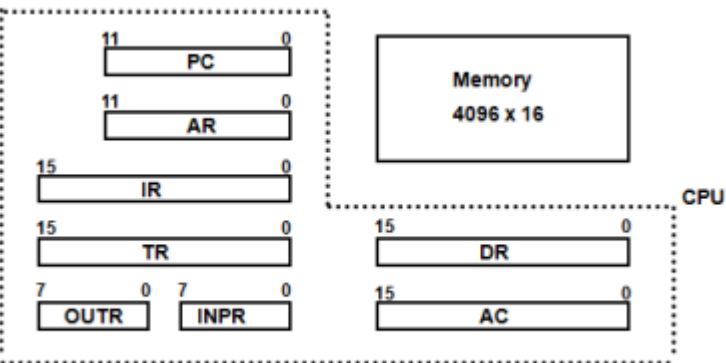 11 0
PC
11 0
AR
15 0
IR
15 0
TR
7 0 7 0
OUTR INPR
Memory
4096 x 16
CPU
15 0
DR
15 0
AC